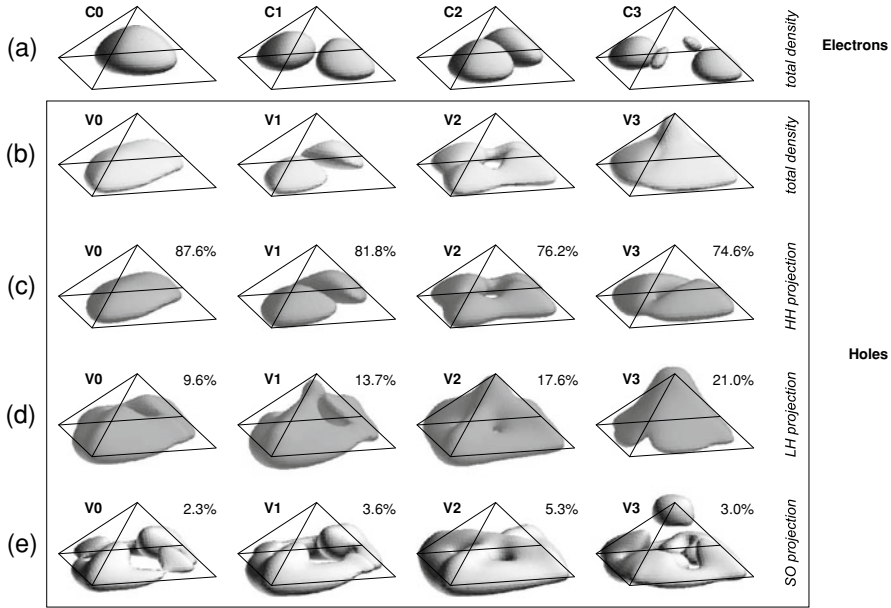 C0 C1 C2 C3
(a) total density Electrons
V0 V1 V2 V3
(b) total density
V0 87.6% V1 81.8% V2 76.2% V3 74.6%
(c) HH projection
Holes
V0 9.6% V1 13.7% V2 17.6% V3 21.0%
(d) LH projection
V0 2.3% V1 3.6% V2 5.3% V3 3.0%
(e) SO projection